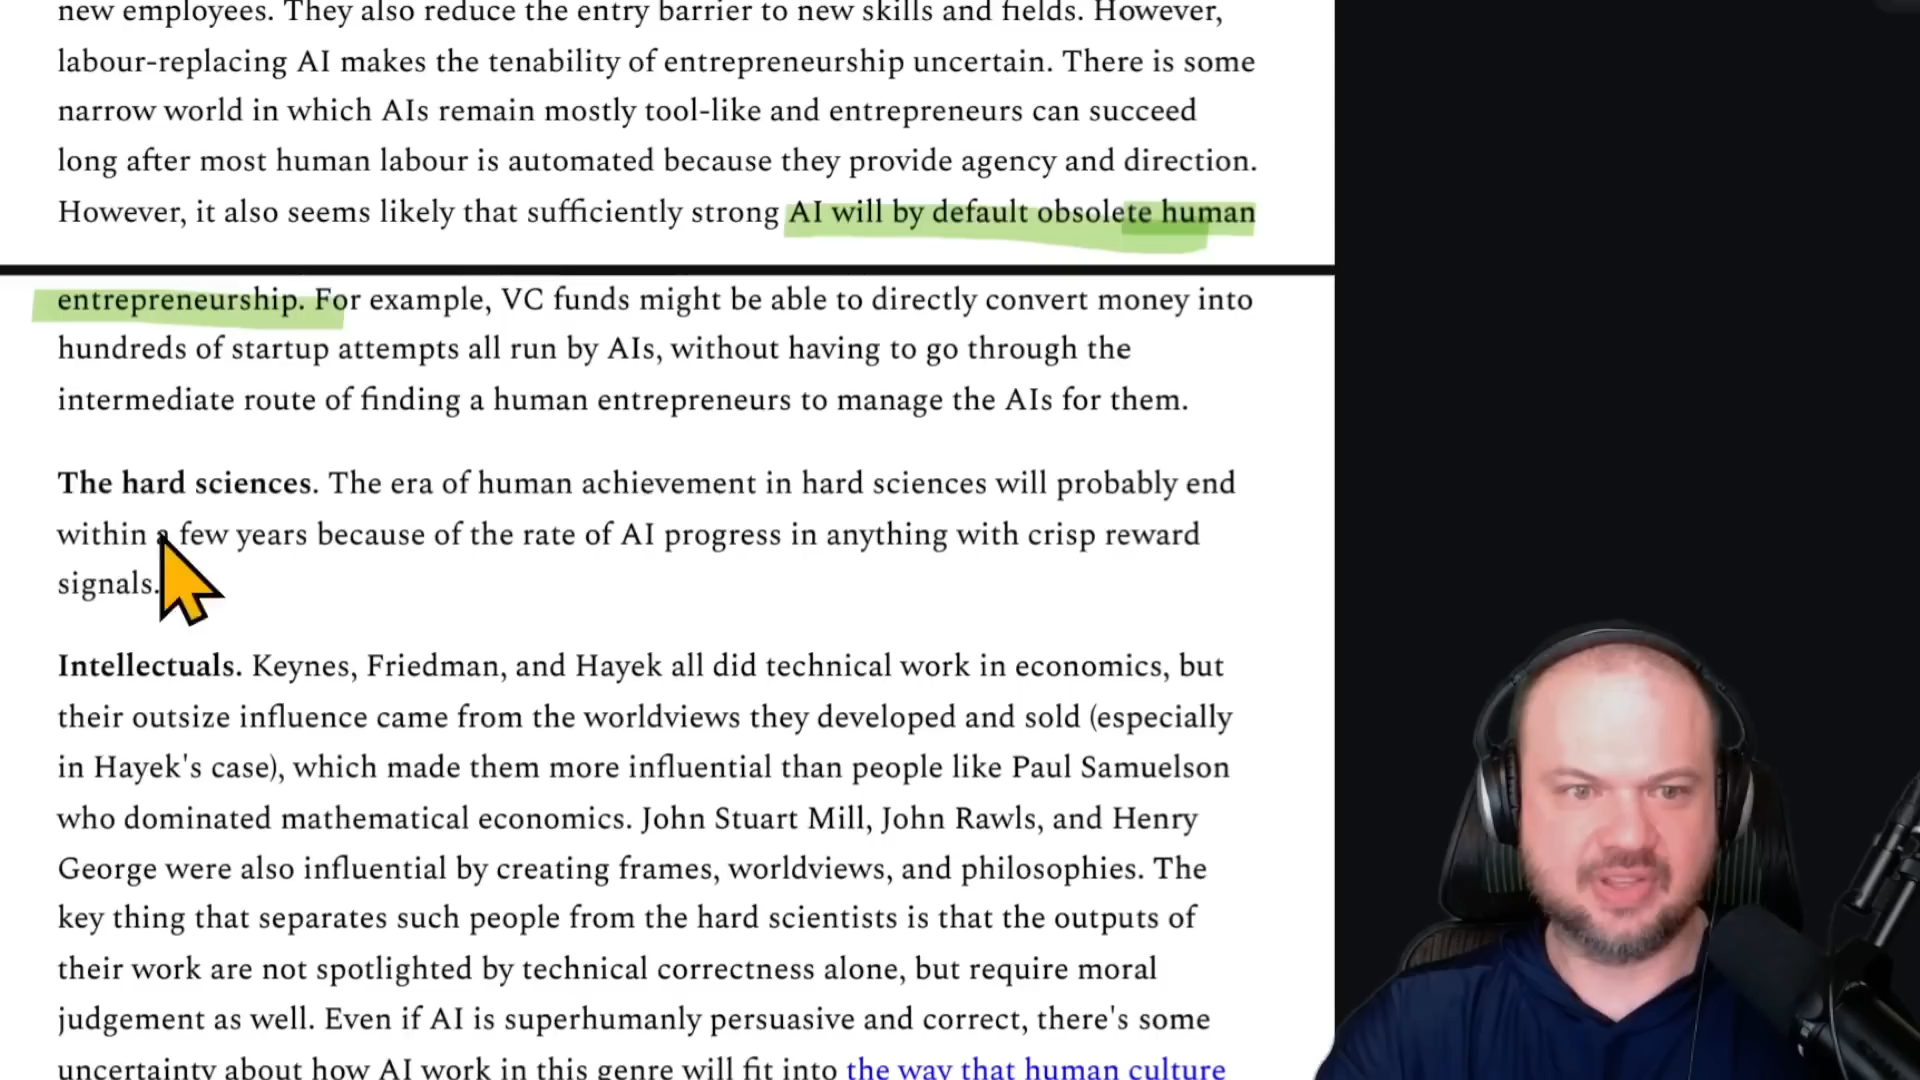 new employees. They also reduce the entry barrier to new skills and fields. However,
labour-replacing AI makes the tenability of entrepreneurship uncertain. There is some
narrow world in which AIs remain mostly tool-like and entrepreneurs can succeed
long after most human labour is automated because they provide agency and direction.
However, it also seems likely that sufficiently strong AI will by default obsolete human
entrepreneurship. For example, VC funds might be able to directly convert money into
hundreds of startup attempts all run by AIs, without having to go through the
intermediate route of finding a human entrepreneurs to manage the AIs for them.
The hard sciences. The era of human achievement in hard sciences will probably end
within a few years because of the rate of AI progress in anything with crisp reward
signals.
Intellectuals. Keynes, Friedman, and Hayek all did technical work in economics, but
their outsize influence came from the worldviews they developed and sold (especially
in Hayek's case), which made them more influential than people like Paul Samuelson
who dominated mathematical economics. John Stuart Mill, John Rawls, and Henry
George were also influential by creating frames, worldviews, and philosophies. The
key thing that separates such people from the hard scientists is that the outputs of
their work are not spotlighted by technical correctness alone, but require moral
judgement as well. Even if AI is superhumanly persuasive and correct, there's some
uncertainty about how AI work in this genre will fit into the way that human culture